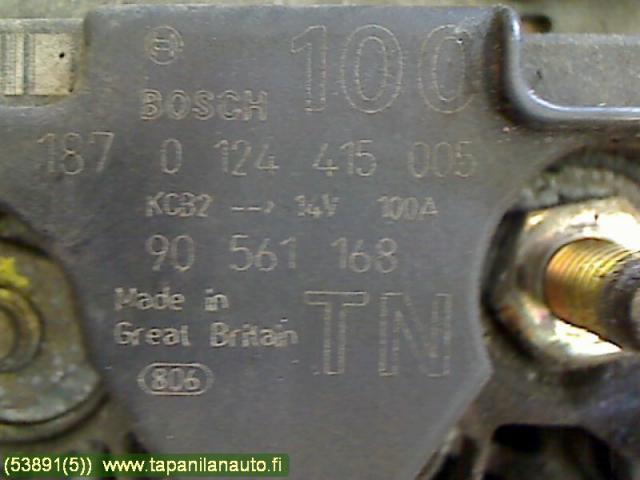 100
BOSCH
187 0 124 415 005
KCB2 --> 14V 100A
90 561 168
Made in
Great Britain
TN
806
(53891(5)) www.tapanilanauto.fi